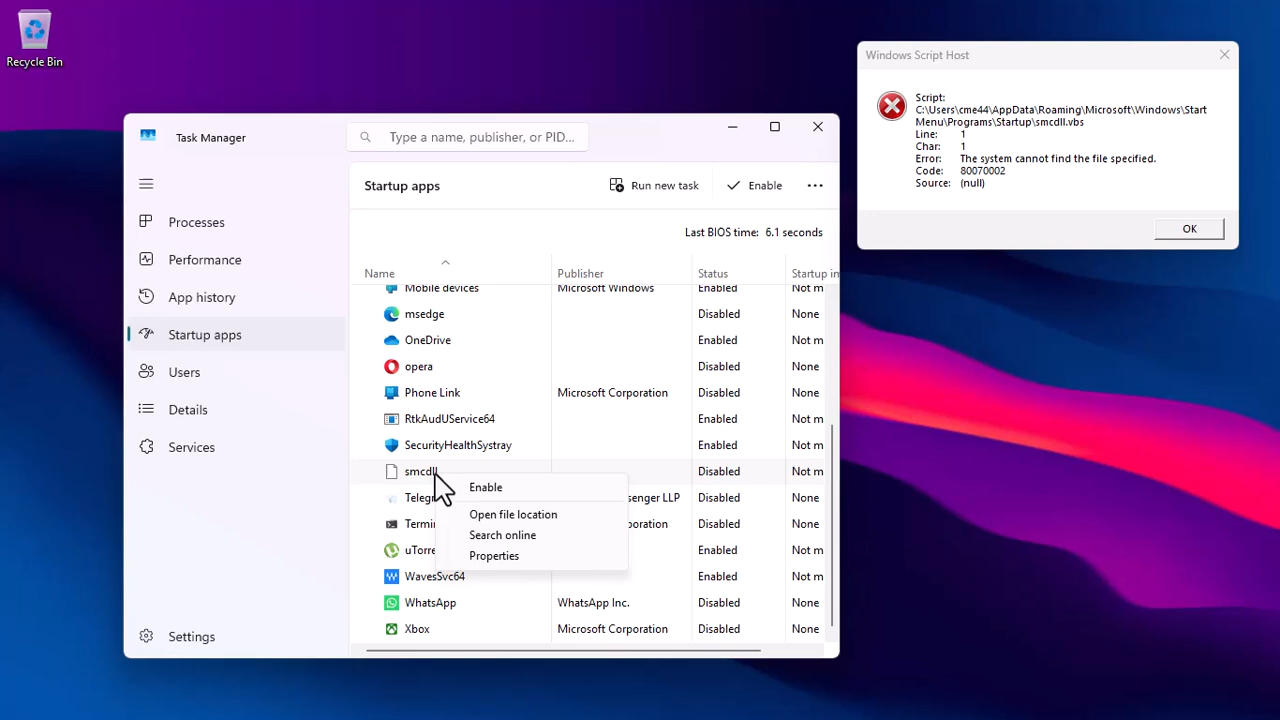 Recycle Bin
Task Manager
Type a name, publisher, or PID...
Processes
Performance
App history
Startup apps
Users
Details
Services
Settings
Startup apps
Run new task
Enable
Last BIOS time: 6.1 seconds
Name Publisher Status Startup im
Mobile devices Microsoft Windows Enabled Not m
msedge Disabled None
OneDrive Enabled Not m
opera Disabled None
Phone Link Microsoft Corporation Disabled None
RtkAudUService64 Enabled Not m
SecurityHealthSystray Enabled Not m
smcdll Disabled Not m
Telegr senger LLP Disabled None
Termin oration Disabled None
uTorre Enabled Not m
WavesSvc64 Enabled Not m
WhatsApp WhatsApp Inc. Disabled None
Xbox Microsoft Corporation Disabled None
Enable
Open file location
Search online
Properties
Windows Script Host
Script:
C:\Users\cme44\AppData\Roaming\Microsoft\Windows\Start
Menu\Programs\Startup\smcdll.vbs
Line: 1
Char: 1
Error: The system cannot find the file specified.
Code: 80070002
Source: (null)
OK